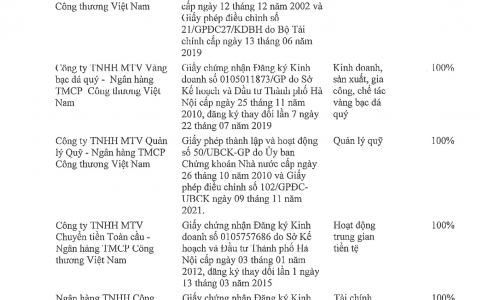 Công thương Việt Nam
cấp ngày 12 tháng 12 năm 2002 và
Giấy phép điều chỉnh số
21/GPĐC27/KDBH do Bộ Tài
chính cấp ngày 13 tháng 06 năm
2019
Công ty TNHH MTV Vàng
bạc đá quý - Ngân hàng
TMCP Công thương Việt
Nam
Giấy chứng nhận Đăng ký Kinh
doanh số 0105011873/GP do Sở
Kế hoạch và Đầu tư Thành phố Hà
Nội cấp ngày 25 tháng 11 năm
2010, đăng ký thay đổi lần 7 ngày
22 tháng 07 năm 2019
Kinh doanh,
sản xuất, gia
công, chế tác
vàng bạc đá
quý
100%
Công ty TNHH MTV Quản
lý Quỹ - Ngân hàng TMCP
Công thương Việt Nam
Giấy phép thành lập và hoạt động
số 50/UBCK-GP do Ủy ban
Chứng khoán Nhà nước cấp ngày
26 tháng 10 năm 2010 và Giấy
phép điều chỉnh số 102/GPĐC-
UBCK ngày 09 tháng 11 năm
2021.
Quản lý quỹ
100%
Công ty TNHH MTV
Chuyển tiền Toàn cầu -
Ngân hàng TMCP Công
thương Việt Nam
Giấy chứng nhận Đăng ký Kinh
doanh số 0105757686 do Sở Kế
hoạch và Đầu tư Thành phố Hà
Nội cấp ngày 03 tháng 01 năm
2012, đăng ký thay đổi lần 1 ngày
13 tháng 03 năm 2015
Hoạt động
trung gian
tiền tệ
100%
Ngân hàng TNHH Công
Giấy chứng nhận Đăng ký Kinh
Tài chính
100%